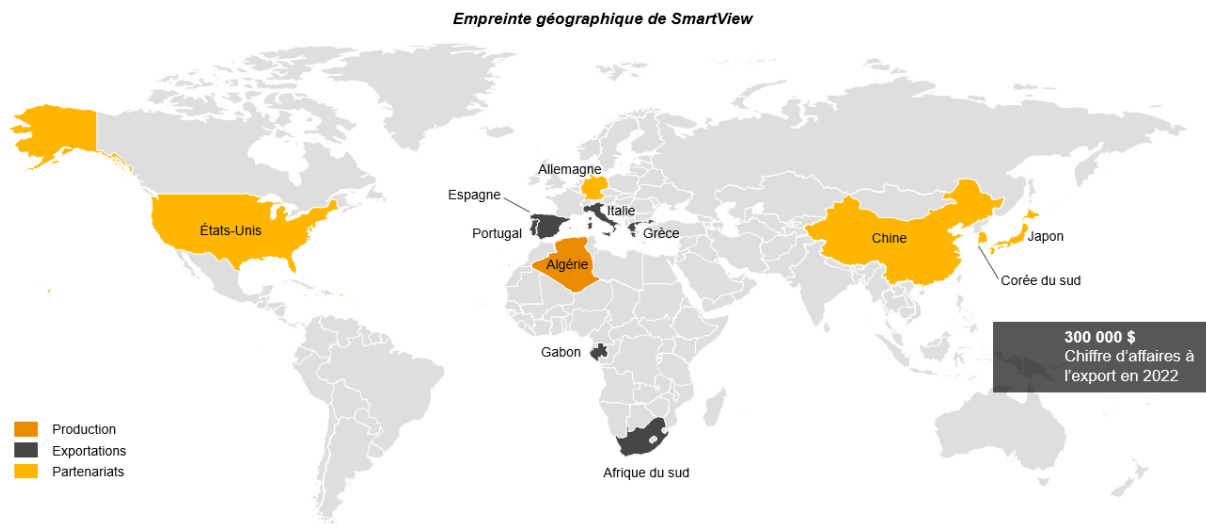 Empreinte géographique de SmartView
Allemagne
Espagne
Italie
États-Unis
Portugal
Grèce
Chine
Japon
Algérie
Corée du sud
300 000 $
Chiffre d’affaires à
l’export en 2022
Gabon
Production
Exportations
Partenariats
Afrique du sud